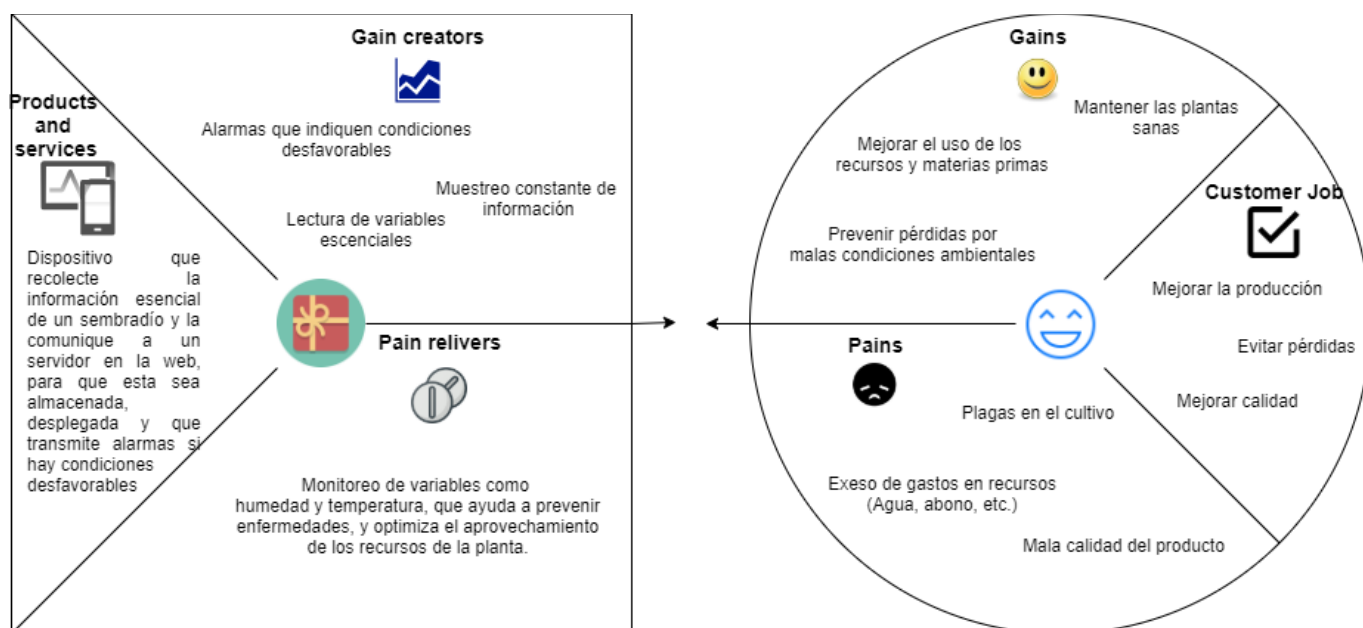 Gain creators
Products
and
services
Alarmas que indiquen condiciones
desfavorables
Muestreo constante de
información
Lectura de variables
escenciales
Dispositivo que
recolecte la
información esencial
de un sembradío y la
comunique a un
servidor en la web,
para que esta sea
almacenada,
desplegada y que
transmite alarmas si
hay condiciones
desfavorables
Pain relivers
Monitoreo de variables como
humedad y temperatura, que ayuda a prevenir
enfermedades, y optimiza el aprovechamiento
de los recursos de la planta.
Gains
Mantener las plantas
sanas
Mejorar el uso de los
recursos y materias primas
Prevenir pérdidas por
malas condiciones ambientales
Customer Job
Mejorar la producción
Evitar pérdidas
Mejorar calidad
Pains
Plagas en el cultivo
Exeso de gastos en recursos
(Agua, abono, etc.)
Mala calidad del producto